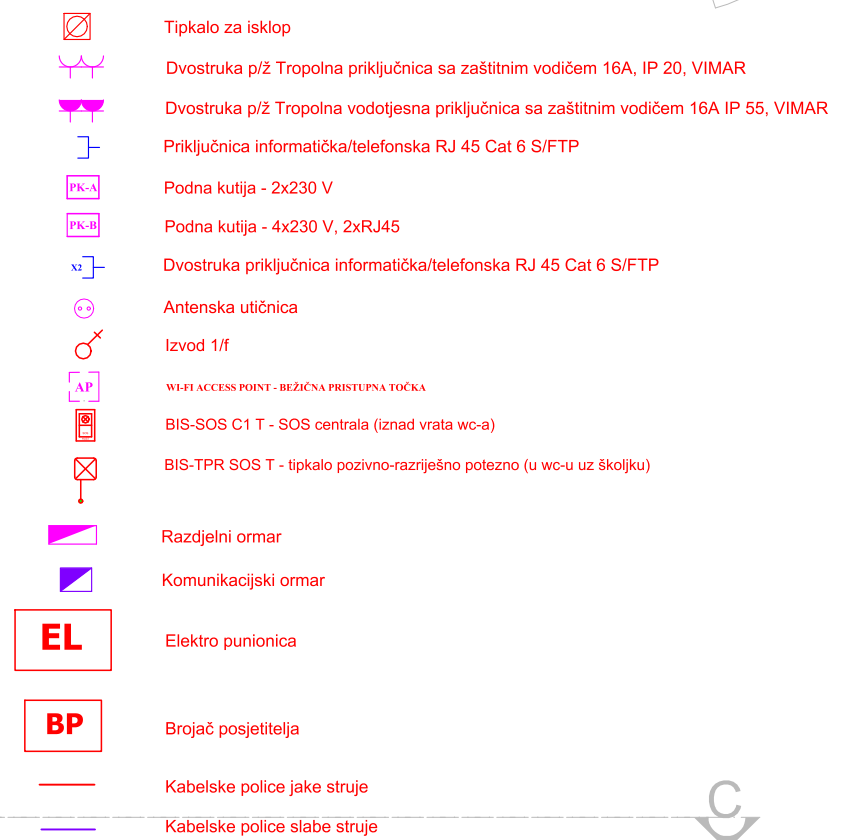 Tipkalo za isklop
Dvostruka p/ž Tropolna priključnica sa zaštitnim vodičem 16A, IP 20, VIMAR
Dvostruka p/ž Tropolna vodotjesna priključnica sa zaštitnim vodičem 16A IP 55, VIMAR
Priključnica informatička/telefonska RJ 45 Cat 6 S/FTP
PK-A Podna kutija - 2x230 V
PK-B Podna kutija - 4x230 V, 2xRJ45
X2 Dvostruka priključnica informatička/telefonska RJ 45 Cat 6 S/FTP
Antenska utičnica
Izvod 1/f
AP WI-FI ACCESS POINT - BEŽIČNA PRISTUPNA TOČKA
BIS-SOS C1 T - SOS centrala (iznad vrata wc-a)
BIS-TPR SOS T - tipkalo pozivno-razriješno potezno (u wc-u uz školjku)
Razdjelni ormar
Komunikacijski ormar
EL Elektro punionica
BP Brojač posjetitelja
Kabelske police jake struje
C
Kabelske police slabe struje